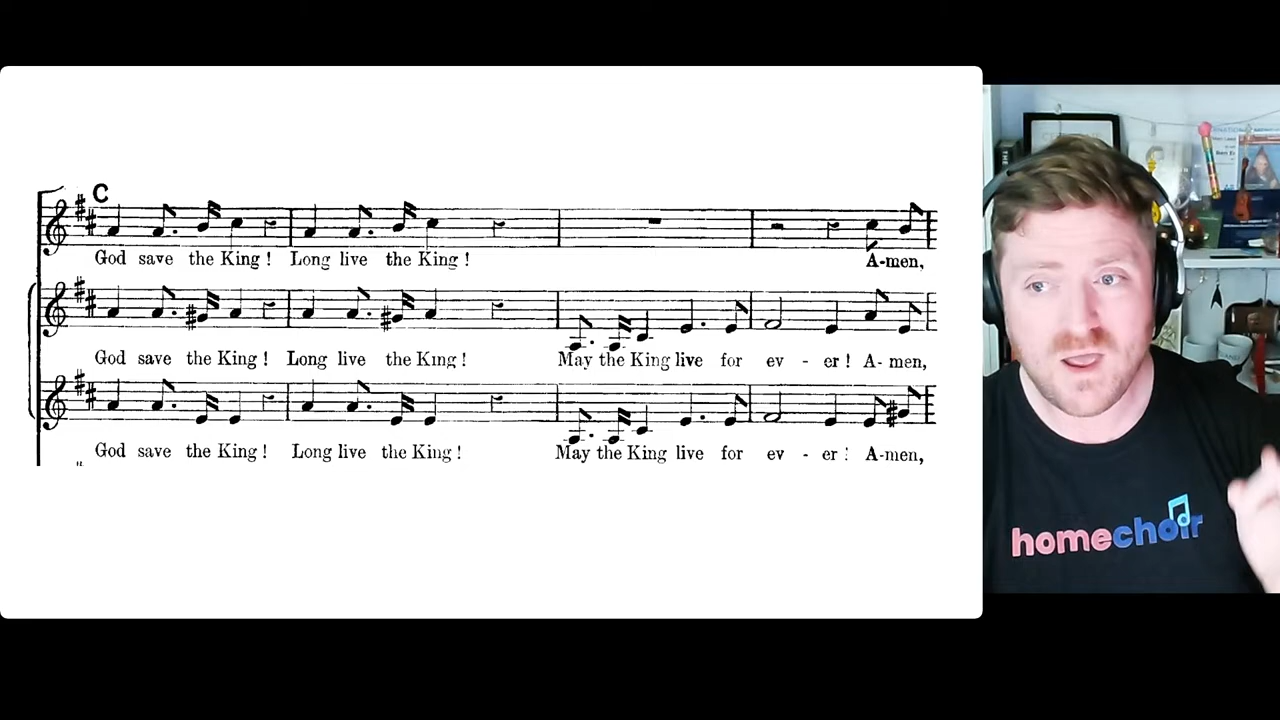 C
God save the King ! Long live the King ! A-men,
God save the King ! Long live the King ! May the King live for ev - er ! A- men,
God save the King ! Long live the King ! May the King live for ev - er : A-men,
homechoir